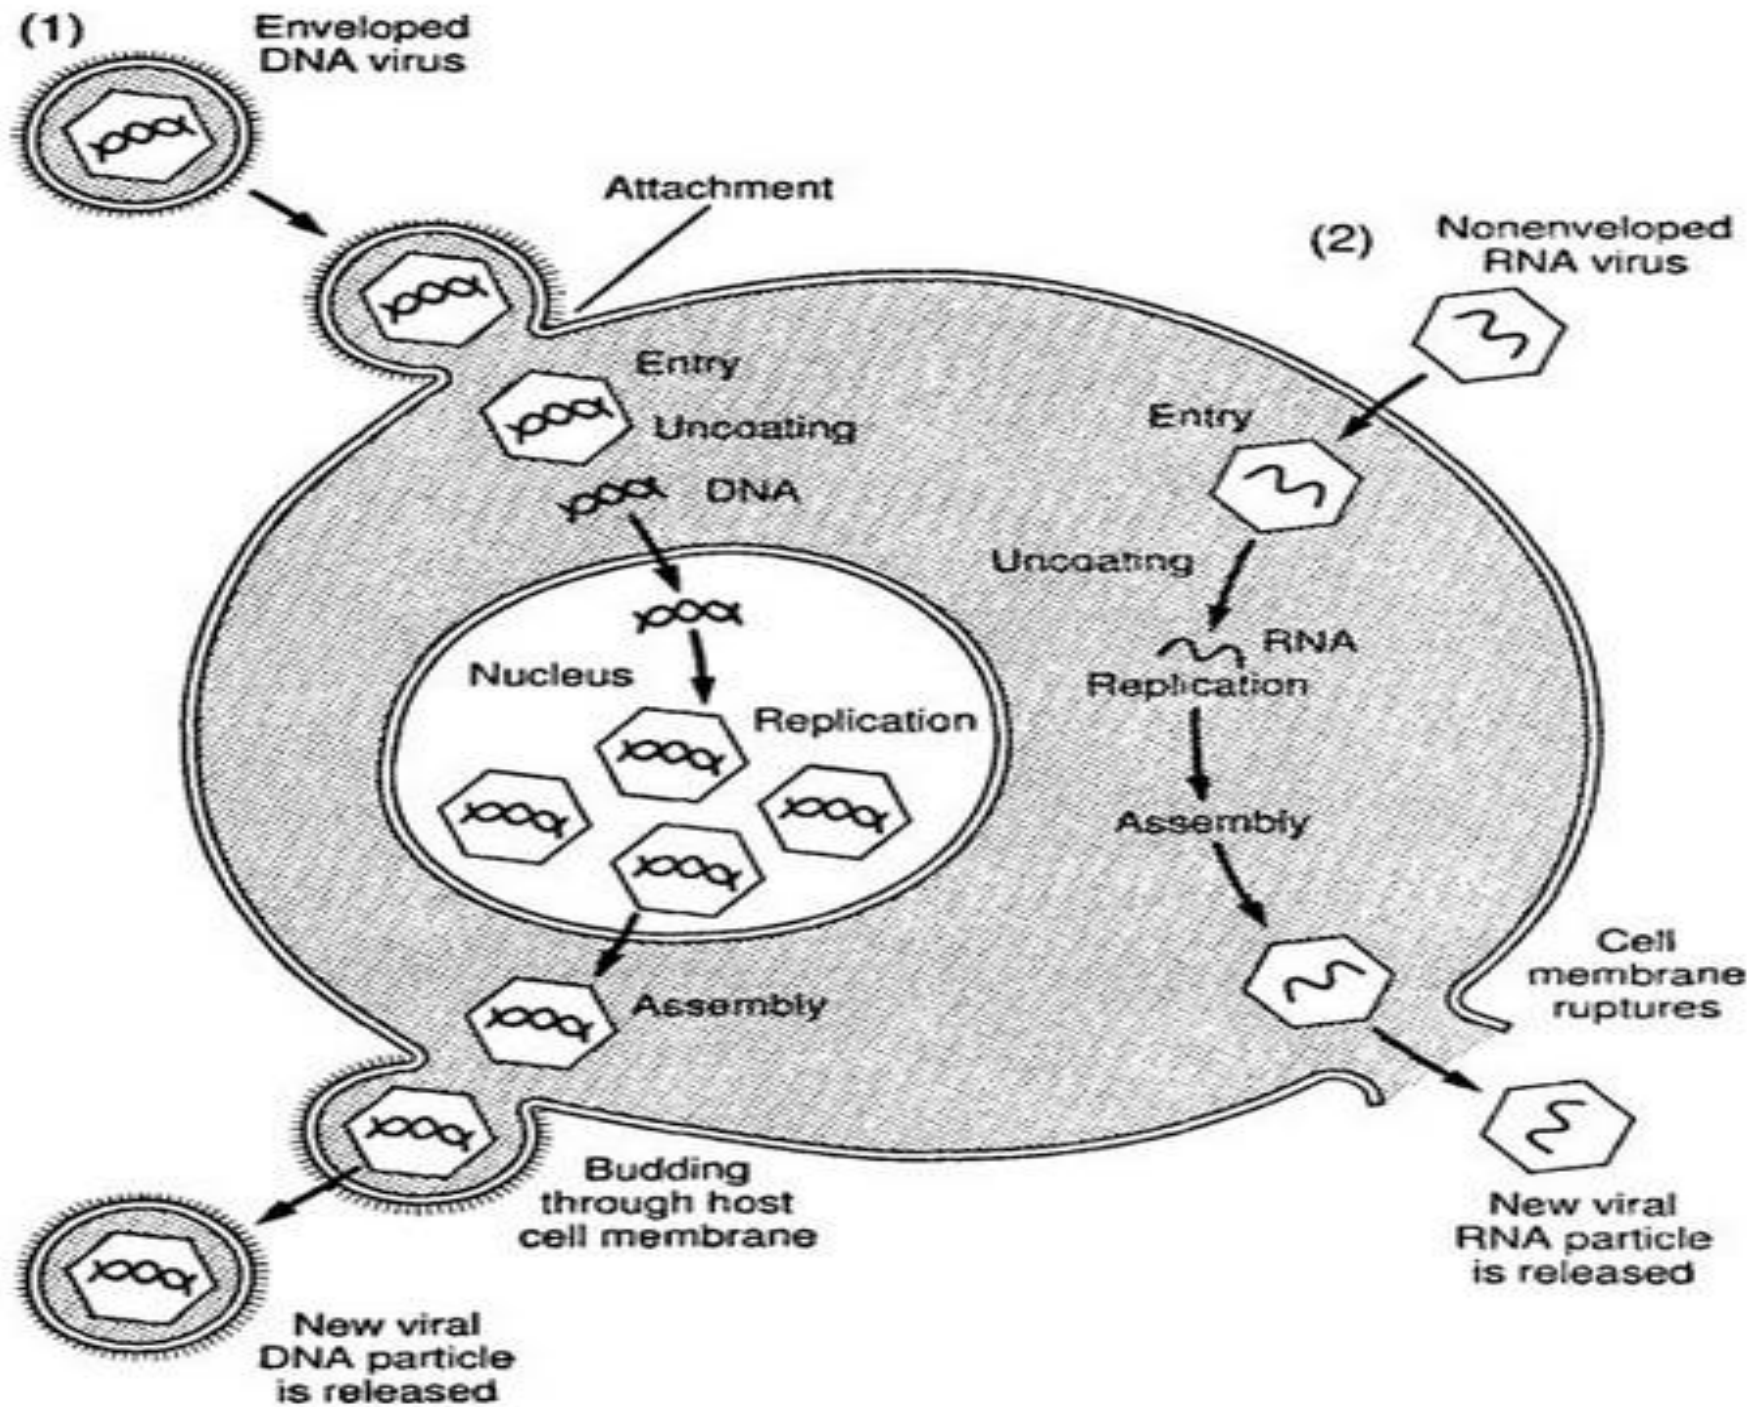 (1)
Enveloped
DNA virus
Attachment
(2)
Nonenveloped
RNA virus
Entry
Uncoating
DNA
Entry
Uncoating
RNA
Replication
Nucleus
Replication
Assembly
Assembly
Cell
membrane
ruptures
Budding
through host
cell membrane
New viral
RNA particle
is released
New viral
DNA particle
is released